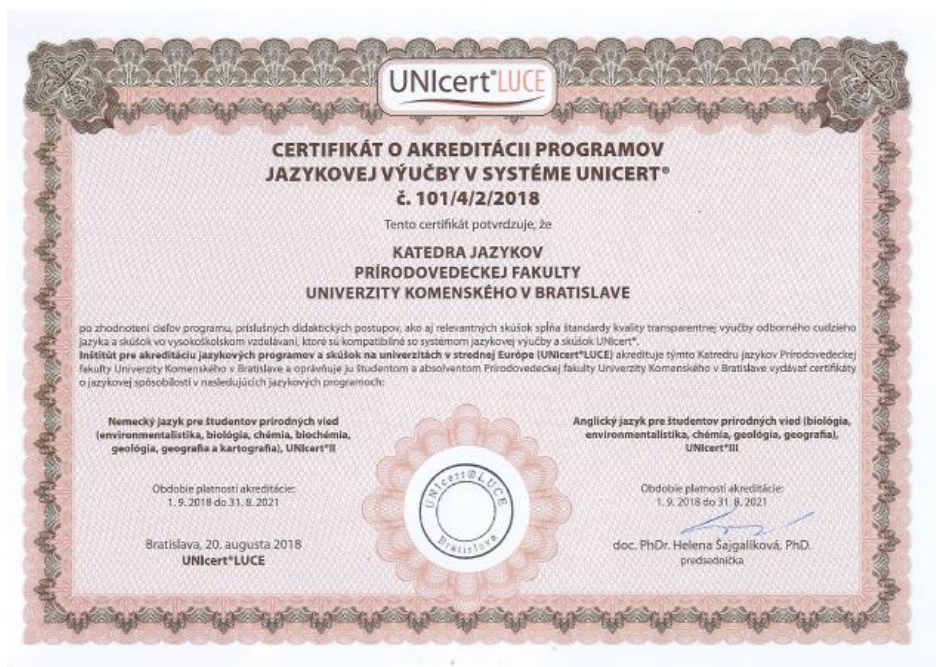 UNIcert®LUCE
CERTIFIKÁT O AKREDITÁCII PROGRAMOV
JAZYKOVEJ VÝUČBY V SYSTÉME UNICERT®
č. 101/4/2/2018
Tento certifikát potvrdzuje, že
KATEDRA JAZYKOV
PRÍRODOVEDECKEJ FAKULTY
UNIVERZITY KOMENSKÉHO V BRATISLAVE
po zhodnotení cieľov programu, príslušných didaktických postupov, ako aj relevantných skúšok spĺňa štandardy kvality transparentnej výučby odborného cudzieho
jazyka a skúšok vo vysokoškolskom vzdelávaní, ktoré sú kompatibilné so systémom jazykovej výučby a skúšok UNIcert®.
Inštitút pre akreditáciu jazykových programov a skúšok na univerzitách v strednej Európe (UNIcert®LUCE) akredituje týmto Katredru jazykov Prírodovedeckej
fakulty Univerzity Komenského v Bratislave a oprávňuje ju študentom a absolventom Prírodovedeckej fakulty Univerzity Komenského v Bratislave vydávať certifikáty
o jazykovej spôsobilosti v nasledujúcich jazykových programoch:
Nemecký jazyk pre študentov prírodných vied
(environmentalistika, biológia, chémia, biochémia,
geológia, geografia a kartografia), UNIcert®II
Obdobie platnosti akreditácie:
1. 9. 2018 do 31. 8. 2021
Bratislava, 20. augusta 2018
UNIcert®LUCE
UNIcert®LUCE
Bratislava
Anglický jazyk pre študentov prírodných vied (biológia,
environmentalistika, chémia, geológia, geografia),
UNIcert®III
Obdobie platnosti akreditácie:
1. 9. 2018 do 31. 8. 2021
doc. PhDr. Helena Šajgalíková, PhD.
predsedníčka